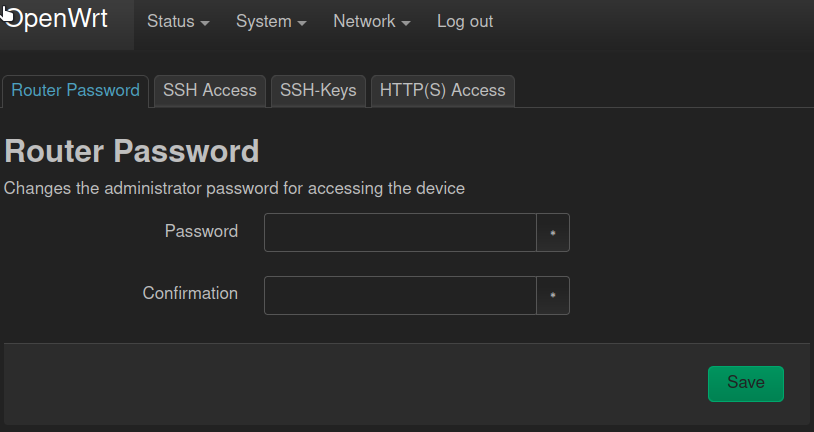 OpenWrt Status System Network Log out
Router Password SSH Access SSH-Keys HTTP(S) Access
Router Password
Changes the administrator password for accessing the device
Password
Confirmation
Save